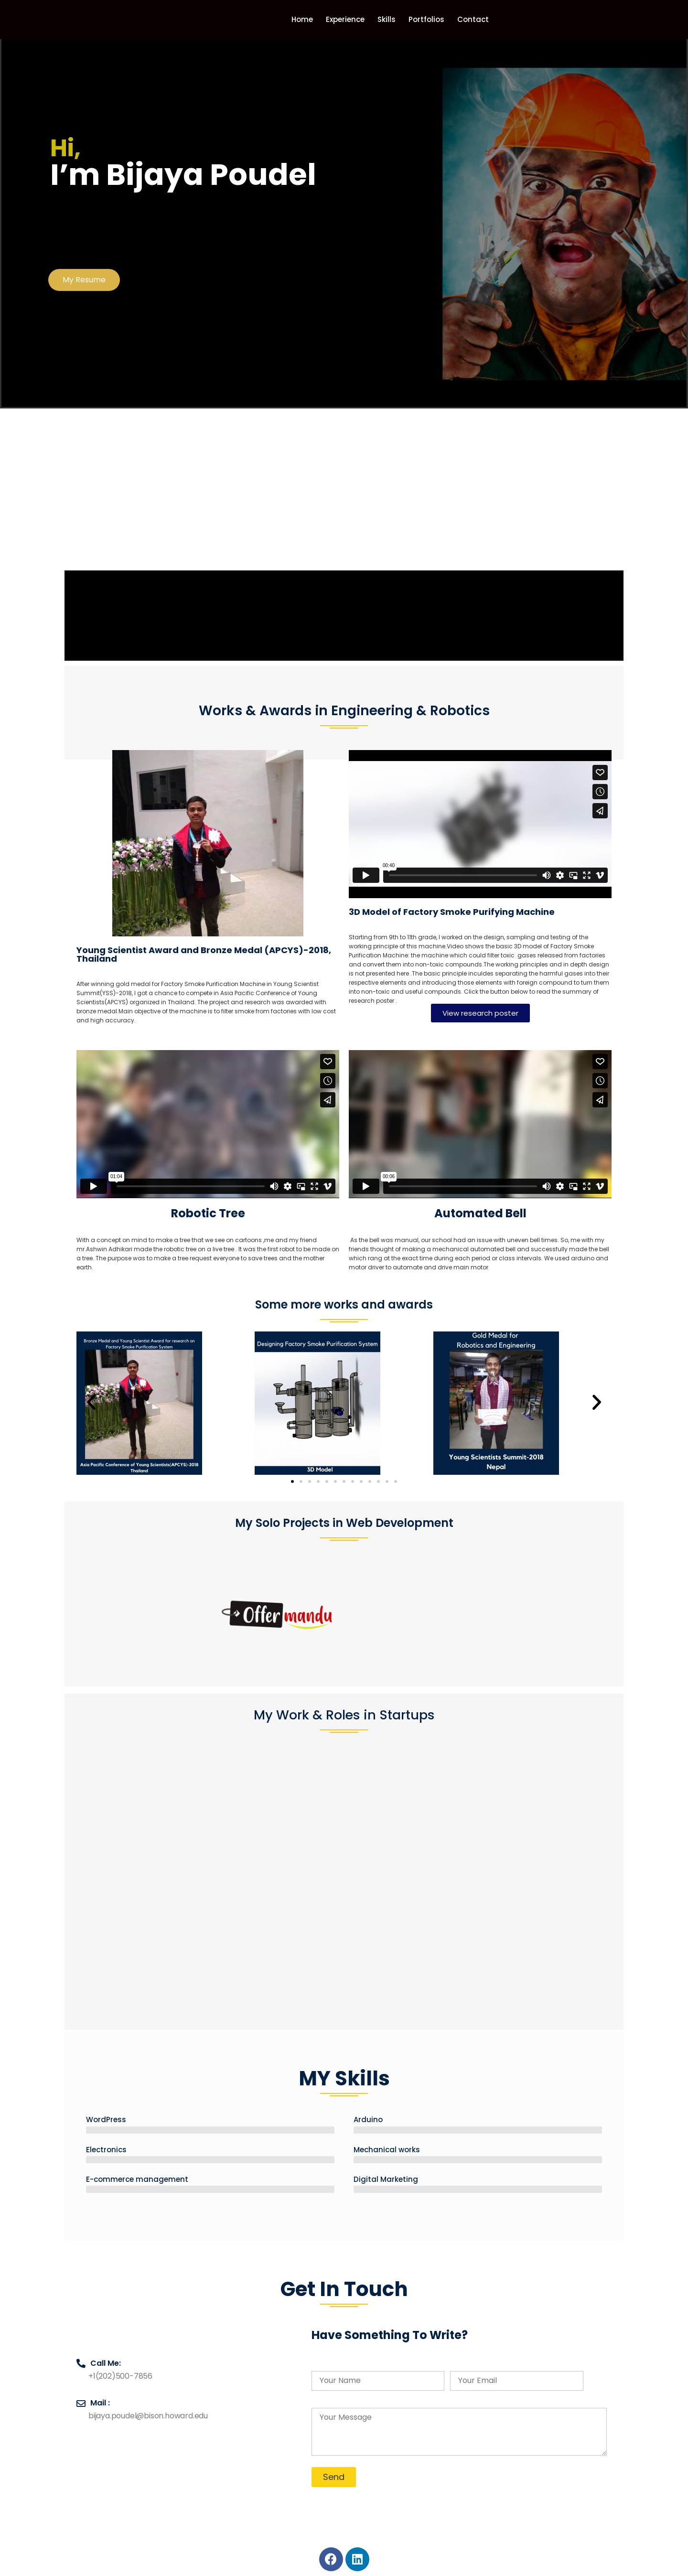 Home Experience Skills Portfolios Contact
Hi,
I'm Bijaya Poudel
My Resume
Works & Awards in Engineering & Robotics
00:40
Young Scientist Award and Bronze Medal (APCYS)-2018,
Thailand
After winning gold medal for Factory Smoke Purification Machine in Young Scientist
Summit(YSS)-2018, I got a chance to compete in Asia Pacific Conference of Young
Scientists(APCYS) organized in Thailand. The project and research was awarded with
bronze medal.Main objective of the machine is to filter smoke from factories with low cost
and high accuracy.
3D Model of Factory Smoke Purifying Machine
Starting from 9th to 11th grade, I worked on the design, sampling and testing of the
working principle of this machine.Video shows the basic 3D model of Factory Smoke
Purification Machine: the machine which could filter toxic gases released from factories
and convert them into non-toxic compounds.The working principles and in depth design
is not presented here .The basic principle inculdes separating the harmful gases into their
respective elements and introducing those elements with foreign compound to turn them
into non-toxic and useful compounds. Click the button below to read the summary of
research poster.
View research poster
01:04
00:06
Robotic Tree
With a concept on mind to make a tree that we see on cartoons ,me and my friend
mr.Ashwin Adhikari made robotic tree on a live tree . It was the first robot to be made on
a tree. The purpose was to make a tree request everyone to save trees and the mother
earth.
Automated Bell
As the bell was manual, our school had an issue with uneven bell times. So, me with my
friends thought of making a mechanical automated bell and successfully made the bell
which rang at the exact time during each period or class intervals. We used arduino and
motor driver to automate and drive main motor.
Some more works and awards
Bronze Medal and Young Scientist Award for research on
Factory Smoke Purification System
Asia Pacific Conference of Young Scientists(APCYS)-2018
Thailand
Designing Factory Smoke Purification System
3D Model
Gold Medal for
Robotics and Engineering
Young Scientists Summit-2018
Nepal
My Solo Projects in Web Development
Offer mandu
My Work & Roles in Startups
MY Skills
WordPress
Arduino
Electronics
Mechanical works
E-commerce management
Digital Marketing
Get In Touch
Have Something To Write?
Call Me:
+1(202)500-7856
Mail :
bijaya.poudel@bison.howard.edu
Your Name
Your Email
Your Message
Send